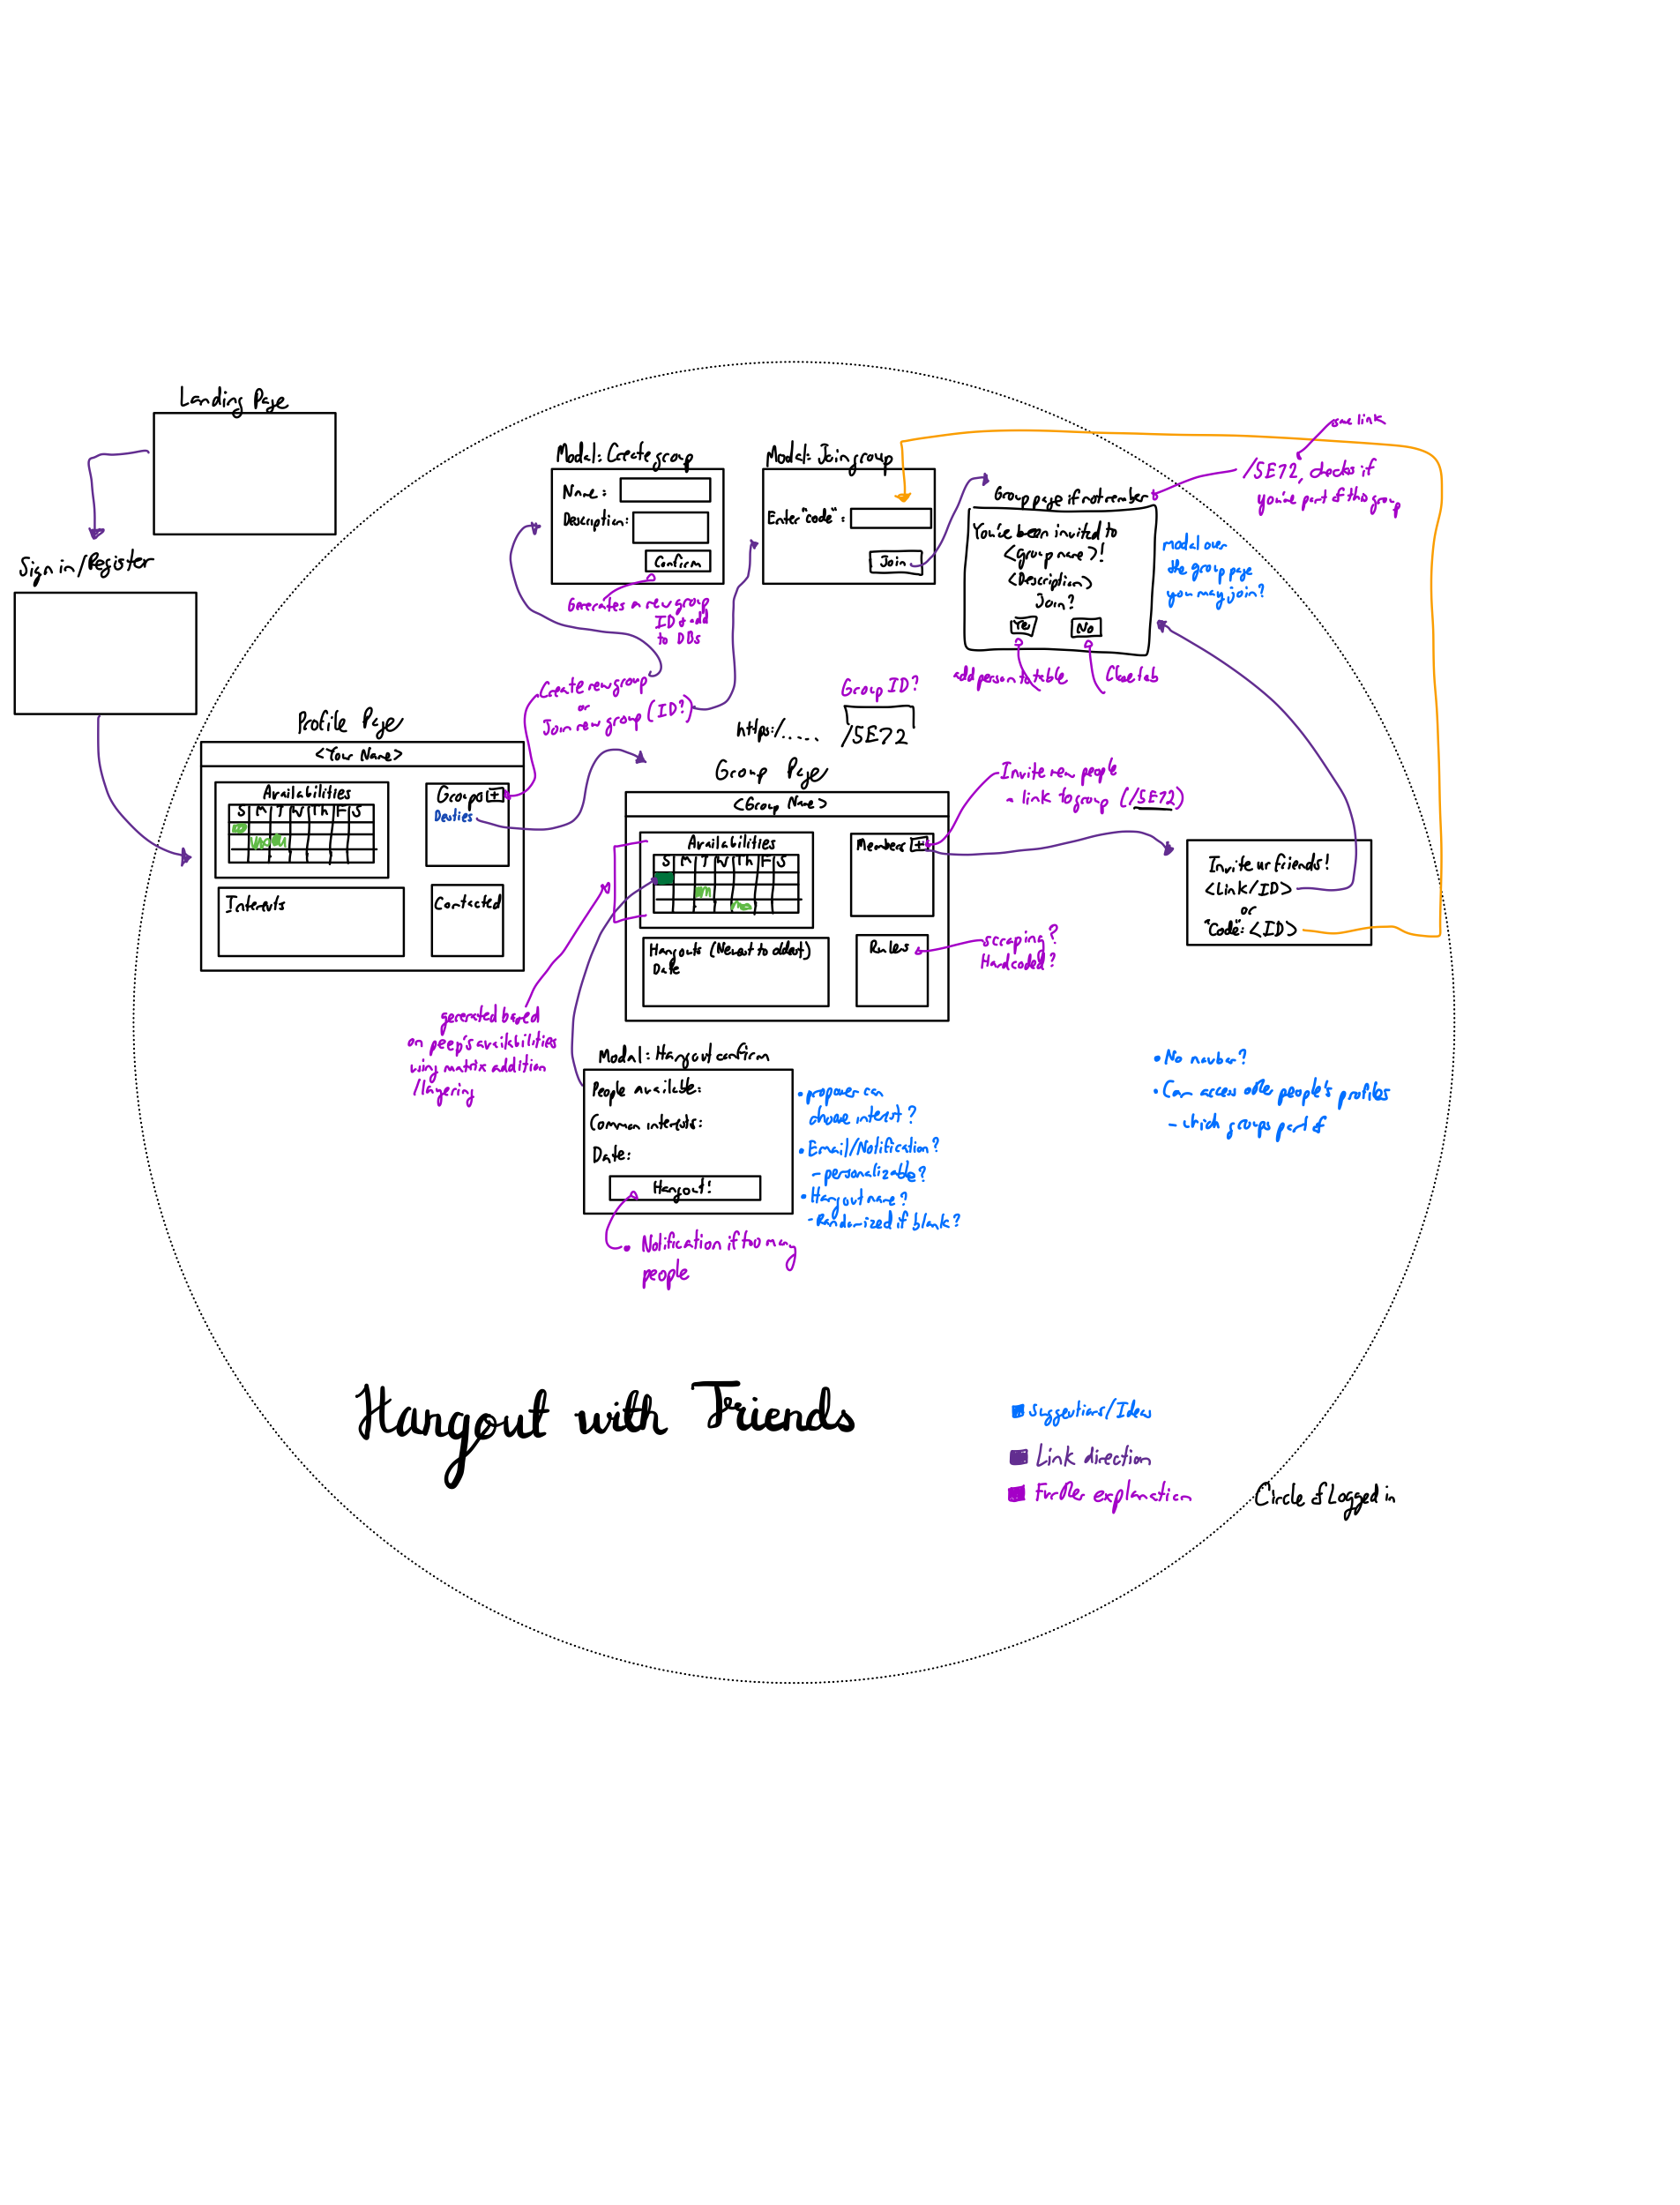 Landing Page
Sign in/Register
Modal: Create group
Name:
Description:
Confirm
Generates a new group
ID & add
to DBs
Modal: Join group
Enter "code":
Join
Group page if not member
You've been invited to
<group name>!
<Description>
Join?
Yes
No
add person to table
Close tab
same link
/SE72, checks if
you're part of this group
modal over
the group page
you may join?
Create new group
or
Join new group (ID?)
Group ID?
https:/.....
/SE72
Profile Page
<Your Name>
Availabilities
S M T W Th F S
Groups +
Besties
Interests
Contacted
Group Page
<Group Name>
Availabilities
S M T W Th F S
Members +
Hangouts (Newest to oldest)
Date
Rulers
Invite new people
- link to group (/SE72)
scraping?
Hardcoded?
Invite ur friends!
<Link/ID>
or
"Code": <ID>
generated based
on peep's availabilities
using matrix addition
/layering
Modal: Hangout confirm
People available:
Common interests:
Date:
Hangout!
• proposer can
choose interest?
• Email/Notification?
- personalizable?
• Hangout name?
- Randomized if blank?
• Notification if too many
people
• No navbar?
• Can access other people's profiles
- which groups part of
Hangout with Friends
Suggestions/Ideas
Link direction
Further explanation
Circle of Logged in